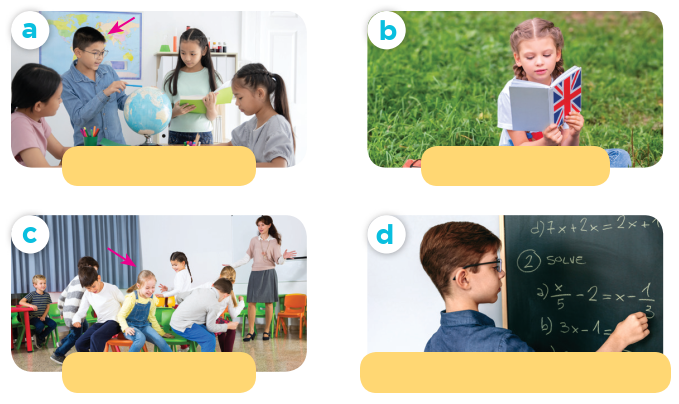 a
b
c
d
d) 7x + 2x = 2x +
2 SOLVE
a) x/5 - 2 = x - 1/3
b) 3x - 1 =